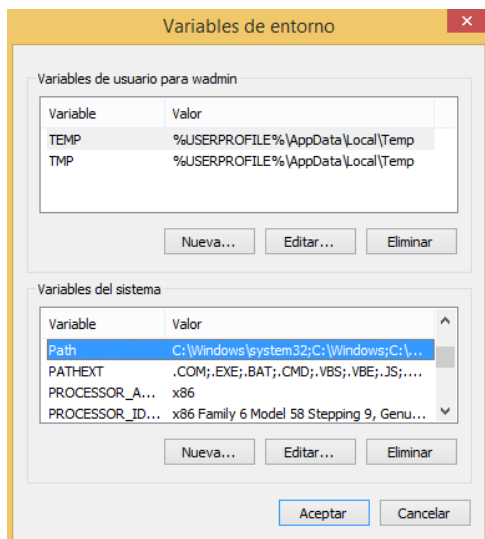 Variables de entorno
Variables de usuario para wadmin
Variable Valor
TEMP %USERPROFILE%\AppData\Local\Temp
TMP %USERPROFILE%\AppData\Local\Temp
Nueva... Editar... Eliminar
Variables del sistema
Variable Valor
Path C:\Windows\system32;C:\Windows;C:\...
PATHEXT .COM;.EXE;.BAT;.CMD;.VBS;.VBE;.JS;....
PROCESSOR_A... x86
PROCESSOR_ID... x86 Family 6 Model 58 Stepping 9, Genu...
Nueva... Editar... Eliminar
Aceptar Cancelar